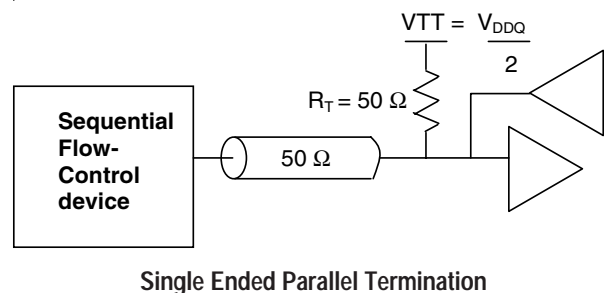 VTT = V_DDQ
2
R_T = 50 Ω
Sequential
Flow-
Control
device
50 Ω
Single Ended Parallel Termination